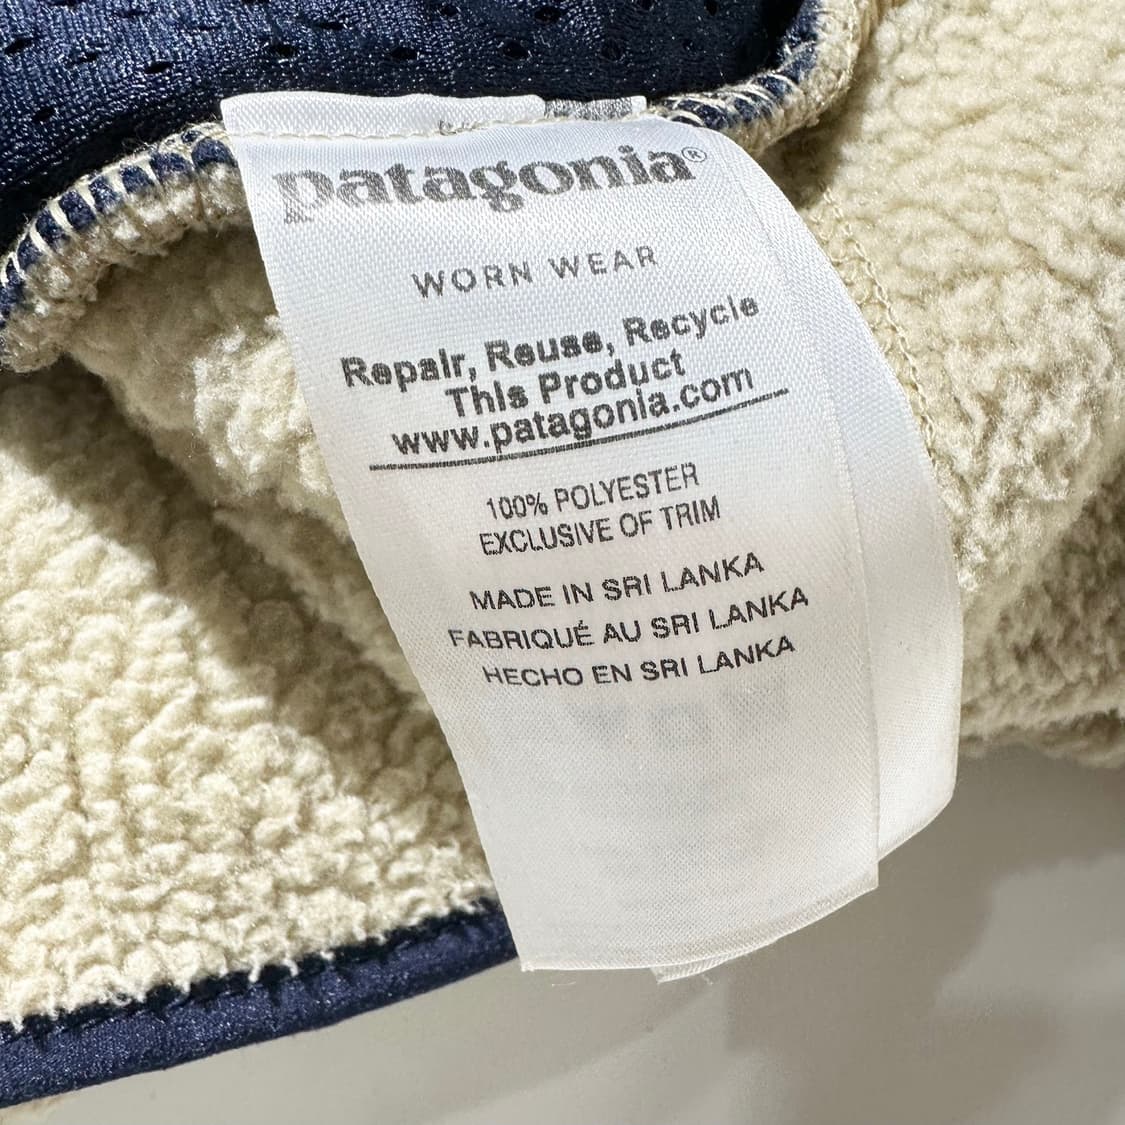 patagonia®
WORN WEAR
Repair, Reuse, Recycle
This Product
www.patagonia.com
100% POLYESTER
EXCLUSIVE OF TRIM
MADE IN SRI LANKA
FABRIQUÉ AU SRI LANKA
HECHO EN SRI LANKA